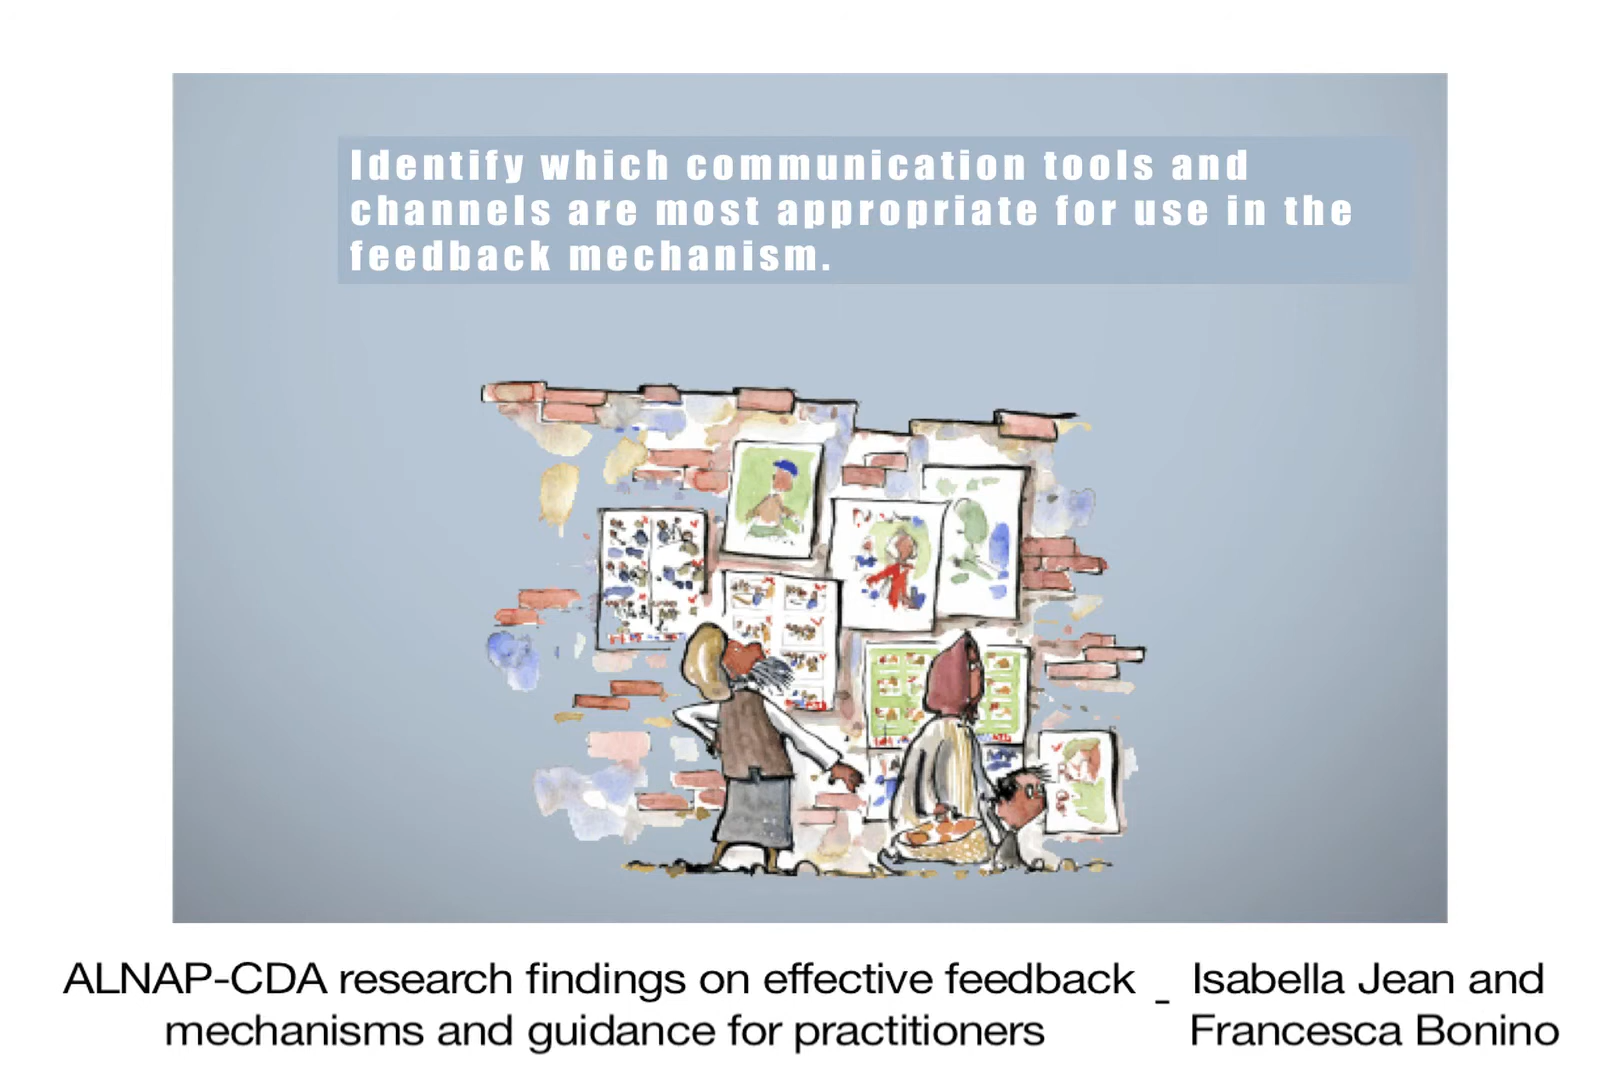 Identify which communication tools and
channels are most appropriate for use in the
feedback mechanism.
ALNAP-CDA research findings on effective feedback
mechanisms and guidance for practitioners
-
Isabella Jean and
Francesca Bonino